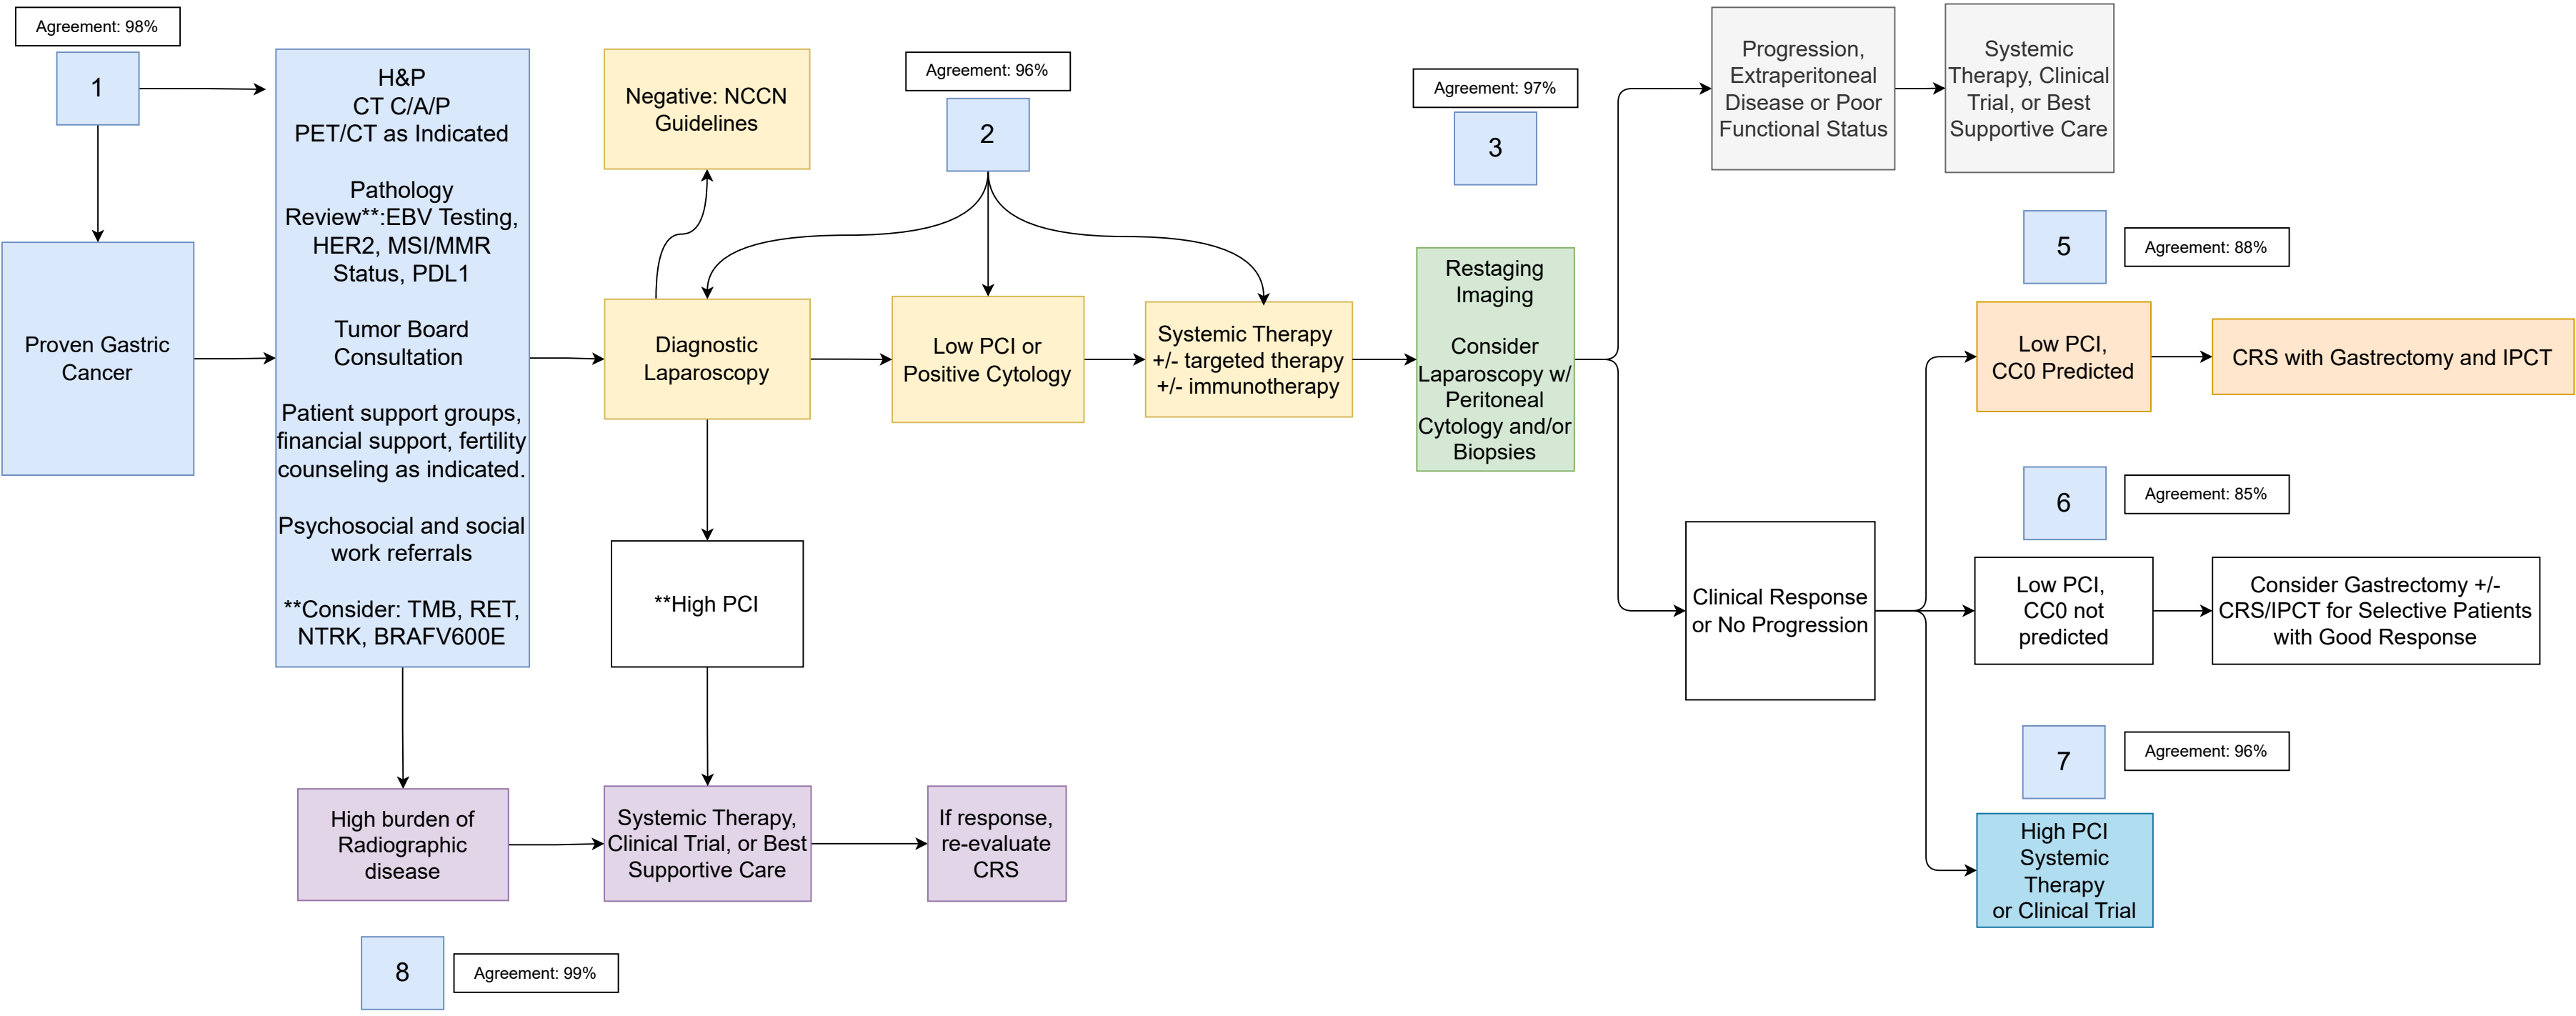 Agreement: 98%
1
Proven Gastric
Cancer
H&P
CT C/A/P
PET/CT as Indicated
Pathology
Review**:EBV Testing,
HER2, MSI/MMR
Status, PDL1
Tumor Board
Consultation
Patient support groups,
financial support, fertility
counseling as indicated.
Psychosocial and social
work referrals
**Consider: TMB, RET,
NTRK, BRAFV600E
Negative: NCCN
Guidelines
Diagnostic
Laparoscopy
**High PCI
Agreement: 96%
2
Low PCI or
Positive Cytology
Systemic Therapy
+/- targeted therapy
+/- immunotherapy
Agreement: 97%
3
Restaging
Imaging
Consider
Laparoscopy w/
Peritoneal
Cytology and/or
Biopsies
Progression,
Extraperitoneal
Disease or Poor
Functional Status
Systemic
Therapy, Clinical
Trial, or Best
Supportive Care
Clinical Response
or No Progression
5
Agreement: 88%
Low PCI,
CC0 Predicted
CRS with Gastrectomy and IPCT
6
Agreement: 85%
Low PCI,
CC0 not
predicted
Consider Gastrectomy +/-
CRS/IPCT for Selective Patients
with Good Response
7
Agreement: 96%
High PCI
Systemic
Therapy
or Clinical Trial
High burden of
Radiographic
disease
Systemic Therapy,
Clinical Trial, or Best
Supportive Care
If response,
re-evaluate
CRS
8
Agreement: 99%